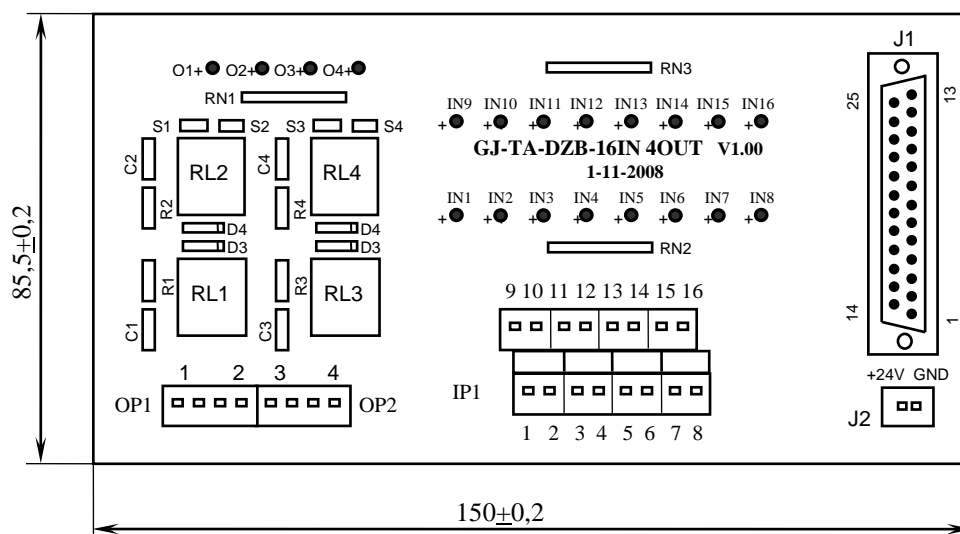 J1
O1+ O2+ O3+ O4+
RN3
RN1
25
13
IN9 IN10 IN11 IN12 IN13 IN14 IN15 IN16
+ + + + + + + +
S1 S2 S3 S4
GJ-TA-DZB-16IN 4OUT V1.00
1-11-2008
C2
RL2
C4
RL4
R2
R4
IN1 IN2 IN3 IN4 IN5 IN6 IN7 IN8
+ + + + + + + +
D4
D4
D3
D3
RN2
85,5±0,2
R1
RL1
R3
RL3
9 10 11 12 13 14 15 16
C1
C3
14
1
1 2 3 4
+24V GND
OP1
OP2
IP1
J2
1 2 3 4 5 6 7 8
150±0,2